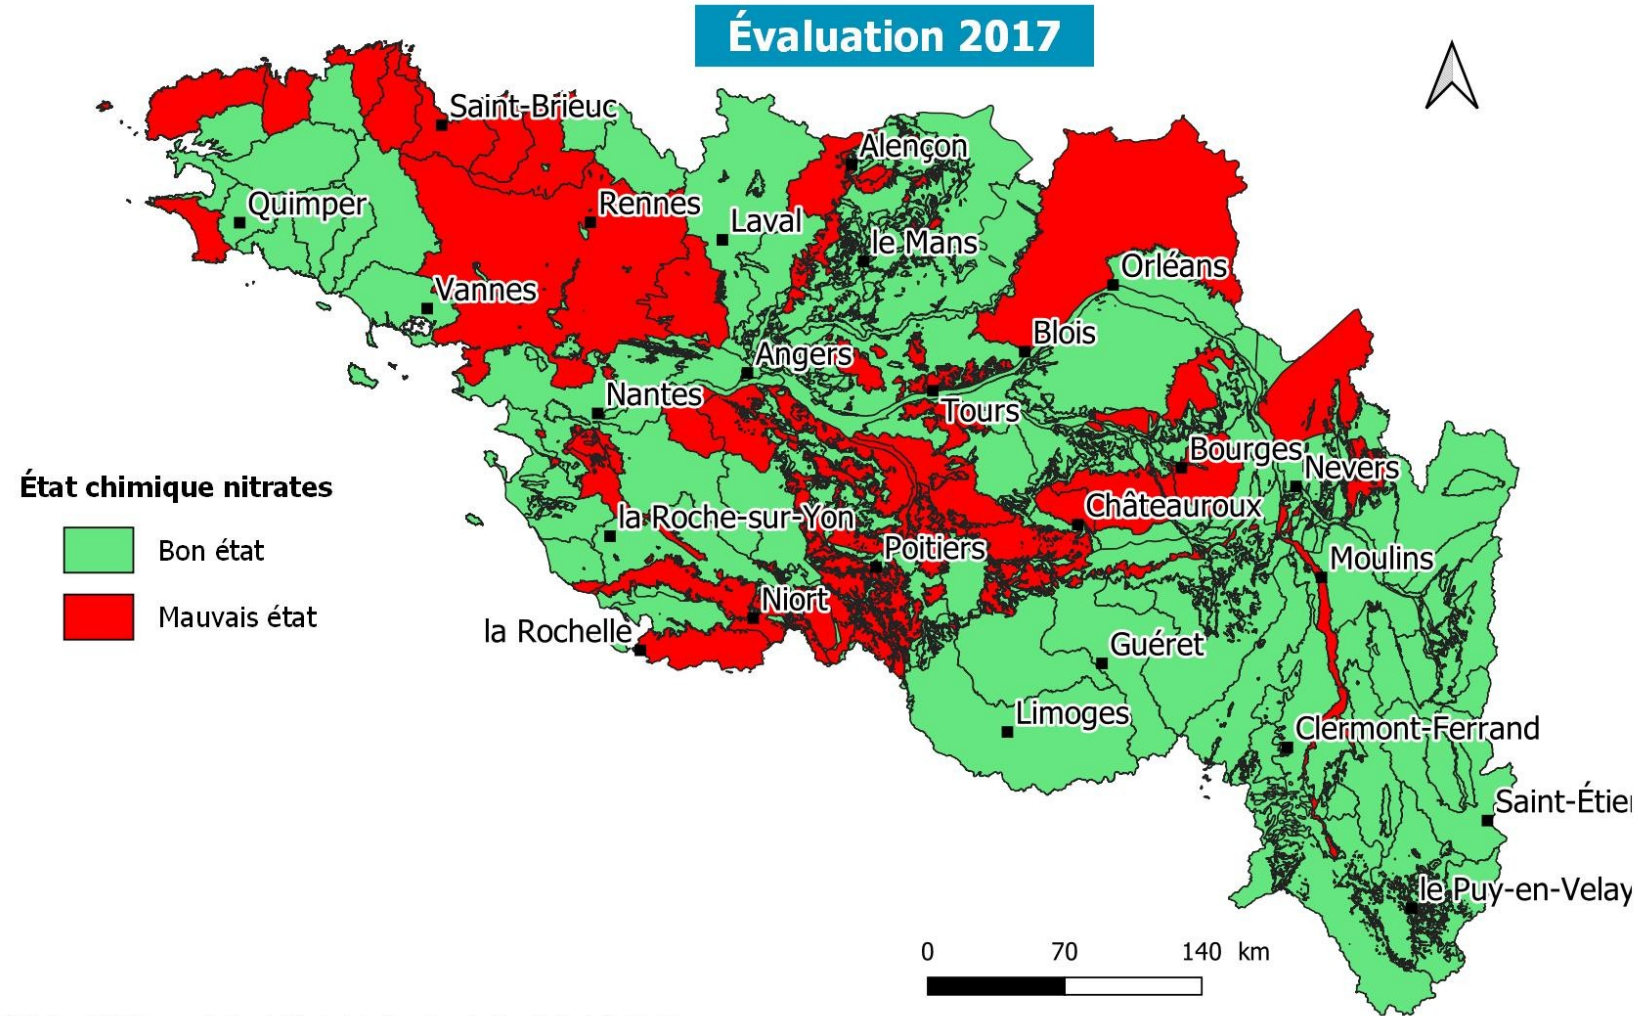 Évaluation 2017
Saint-Brieuc
Alençon
Quimper
Rennes
Laval
le Mans
Orléans
Vannes
Blois
Angers
Nantes
Tours
Bourges
Nevers
État chimique nitrates
Châteauroux
la Roche-sur-Yon
Bon état
Poitiers
Moulins
Niort
Mauvais état
la Rochelle
Guéret
Limoges
Clermont-Ferrand
Saint-Étie
le Puy-en-Velay
0 70 140 km